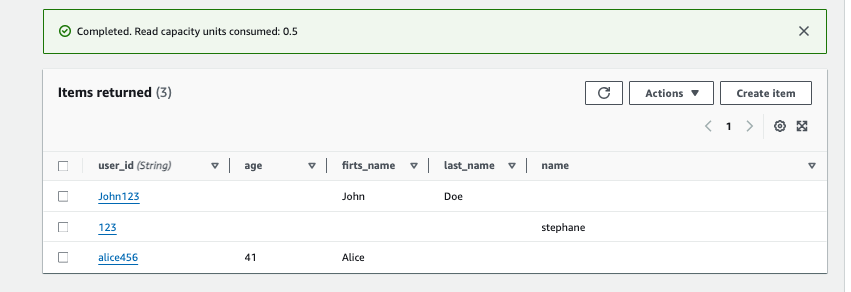 Completed. Read capacity units consumed: 0.5
Items returned (3)
Actions
Create item
1
user_id (String) age firts_name last_name name
John123 John Doe
123 stephane
alice456 41 Alice